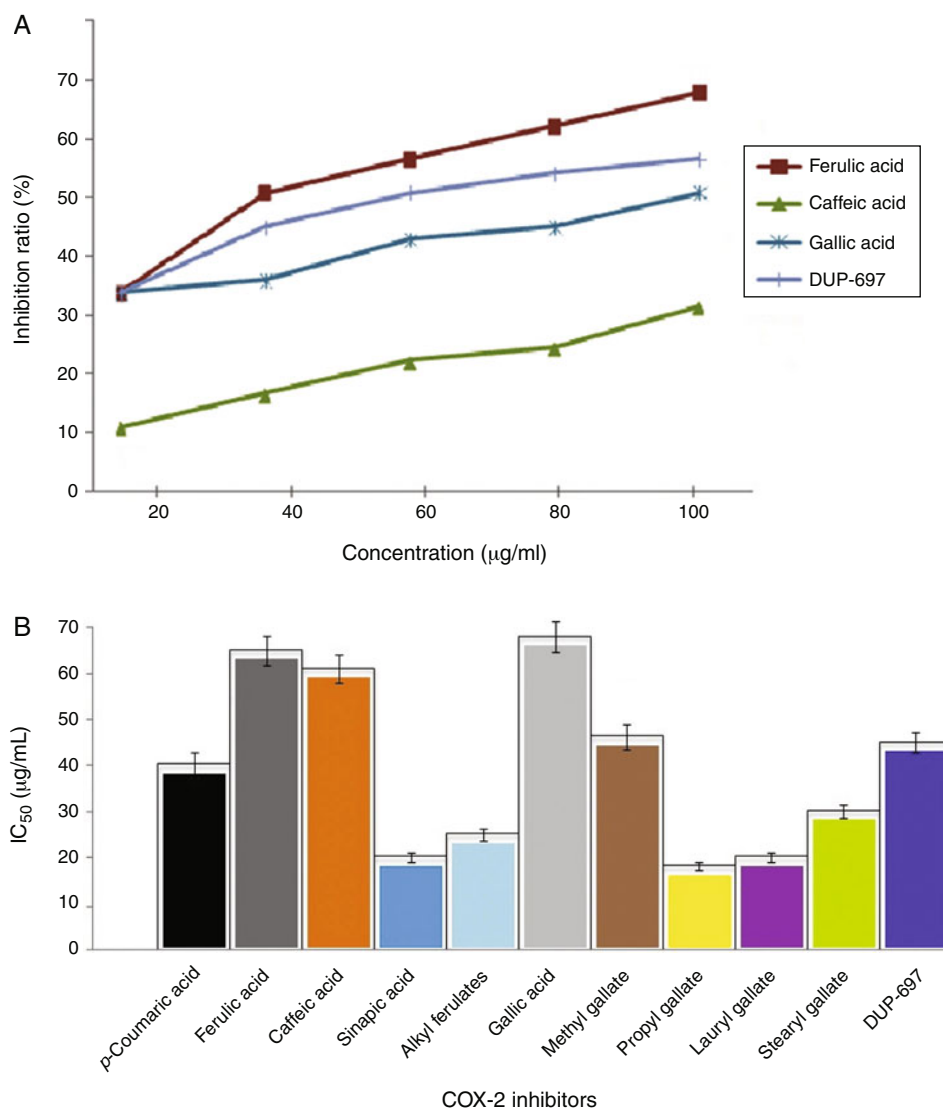 A
70
60
50
40
30
20
10
0
Inhibition ratio (%)
20 40 60 80 100
Concentration (μg/ml)
Ferulic acid
Caffeic acid
Gallic acid
DUP-697
B
70
60
50
40
30
20
10
0
IC50 (μg/mL)
p-Coumaric acid
Ferulic acid
Caffeic acid
Sinapic acid
Alkyl ferulates
Gallic acid
Methyl gallate
Propyl gallate
Lauryl gallate
Stearyl gallate
DUP-697
COX-2 inhibitors